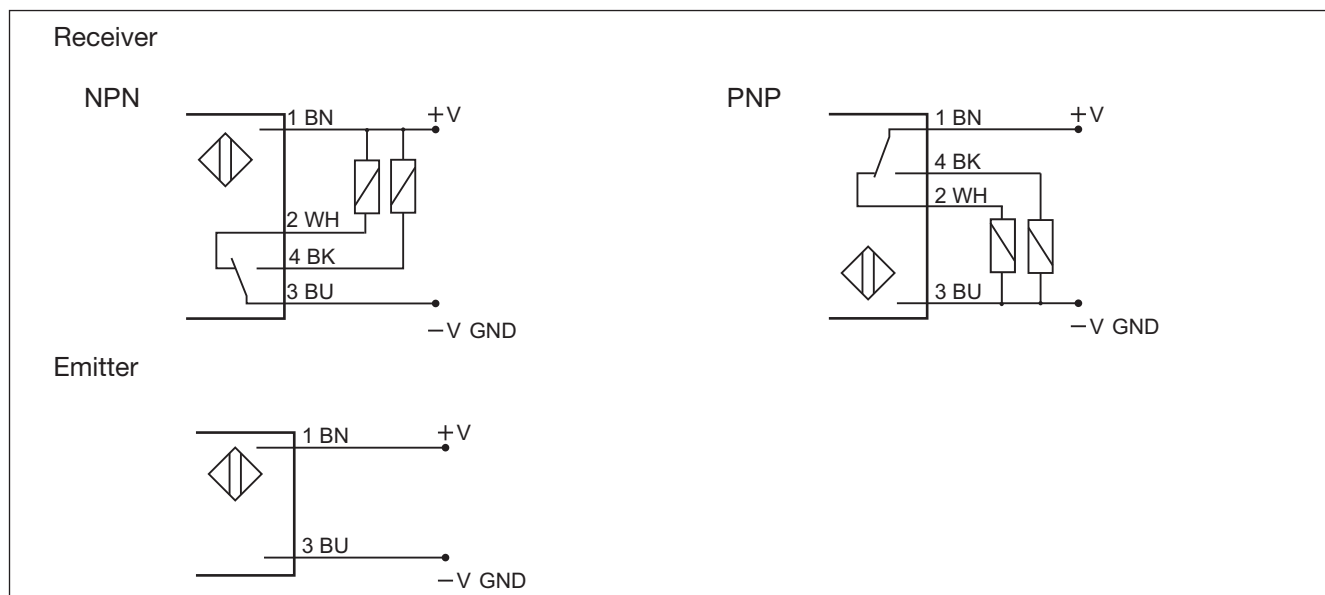 Receiver
NPN
1 BN
+V
2 WH
4 BK
3 BU
−V GND
PNP
1 BN
+V
4 BK
2 WH
3 BU
−V GND
Emitter
1 BN
+V
3 BU
−V GND